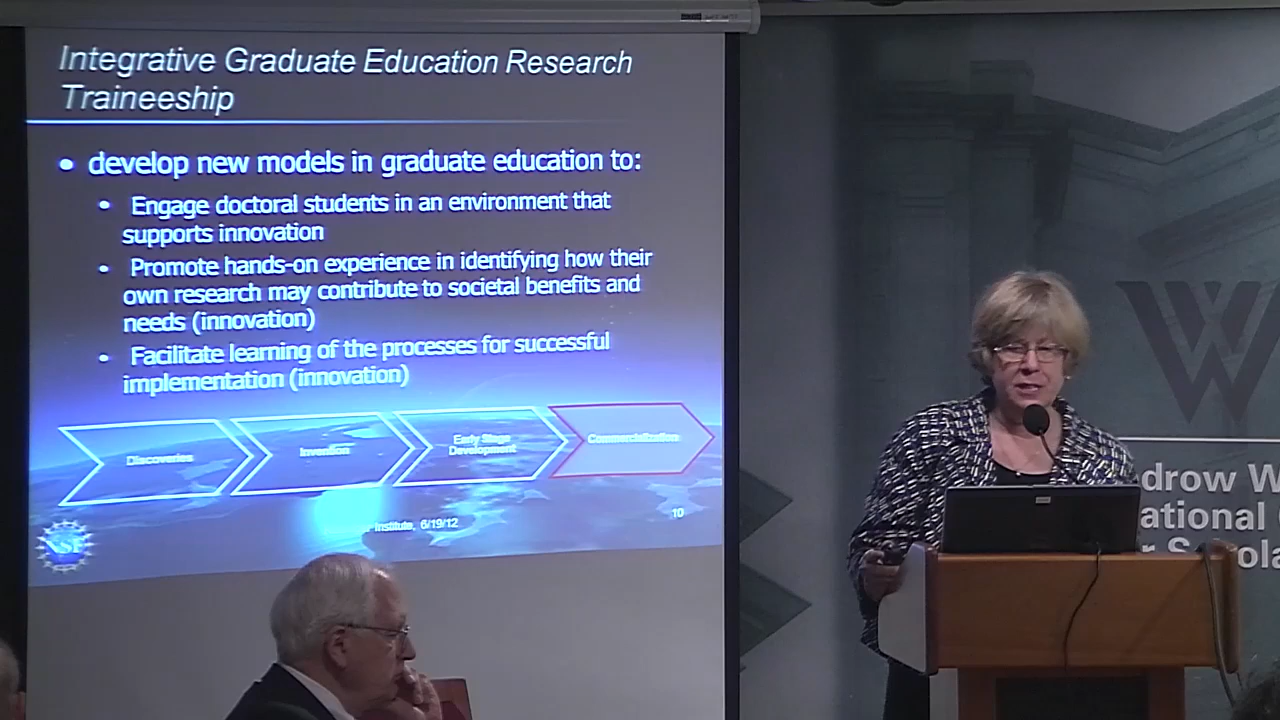 Integrative Graduate Education Research
Traineeship
• develop new models in graduate education to:
• Engage doctoral students in an environment that
supports innovation
• Promote hands-on experience in identifying how their
own research may contribute to societal benefits and
needs (innovation)
• Facilitate learning of the processes for successful
implementation (innovation)
Discoveries
Invention
Early Stage
Development
Commercialization
Institute, 6/19/12
10
NSF
W
drow W
ational
r Schola